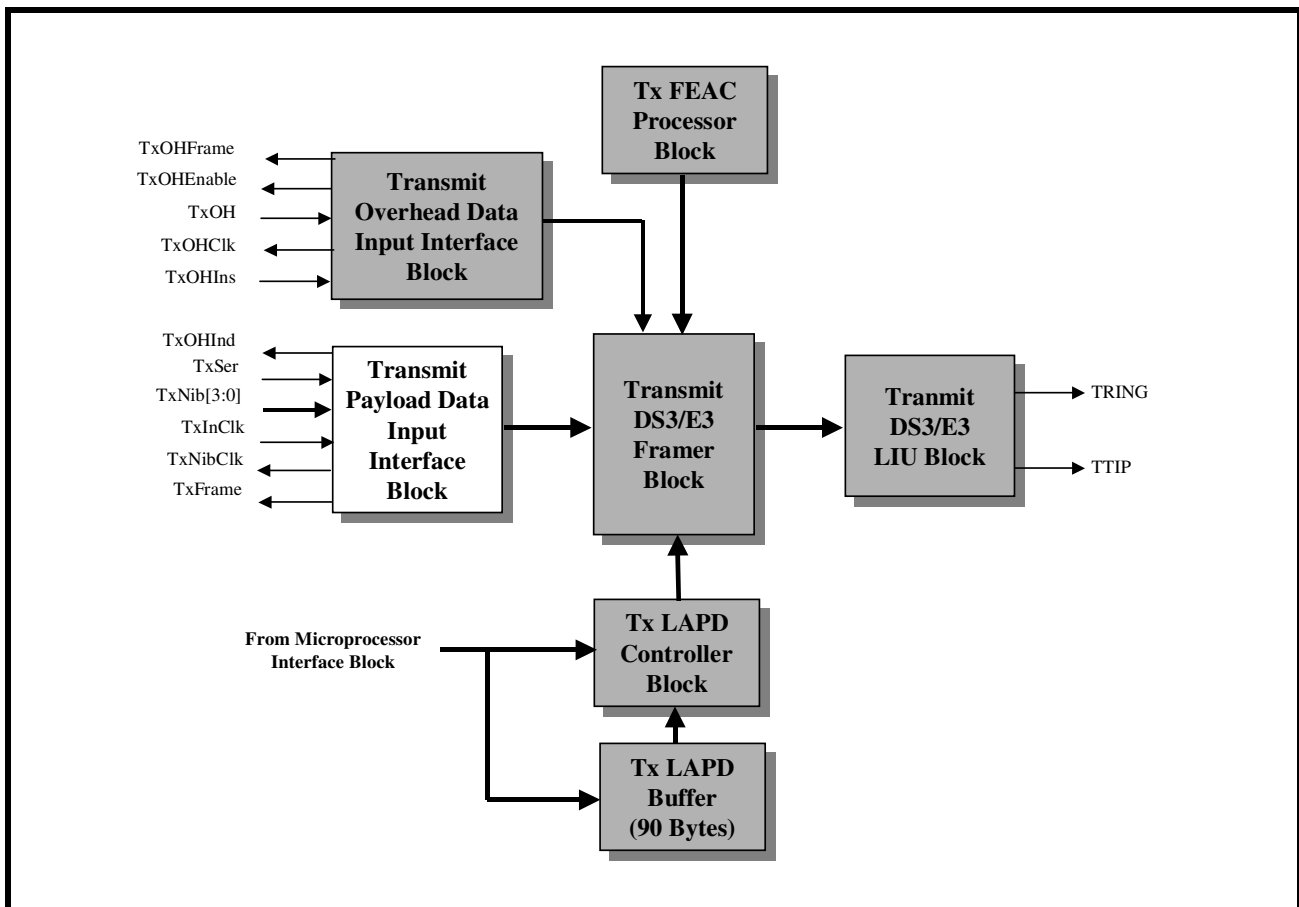 Tx FEAC
Processor
Block
TxOHFrame
TxOHEnable
TxOH
TxOHClk
TxOHIns
Transmit
Overhead Data
Input Interface
Block
TxOHInd
TxSer
TxNib[3:0]
TxInClk
TxNibClk
TxFrame
Transmit
Payload Data
Input
Interface
Block
Transmit
DS3/E3
Framer
Block
Tranmit
DS3/E3
LIU Block
TRING
TTIP
From Microprocessor
Interface Block
Tx LAPD
Controller
Block
Tx LAPD
Buffer
(90 Bytes)